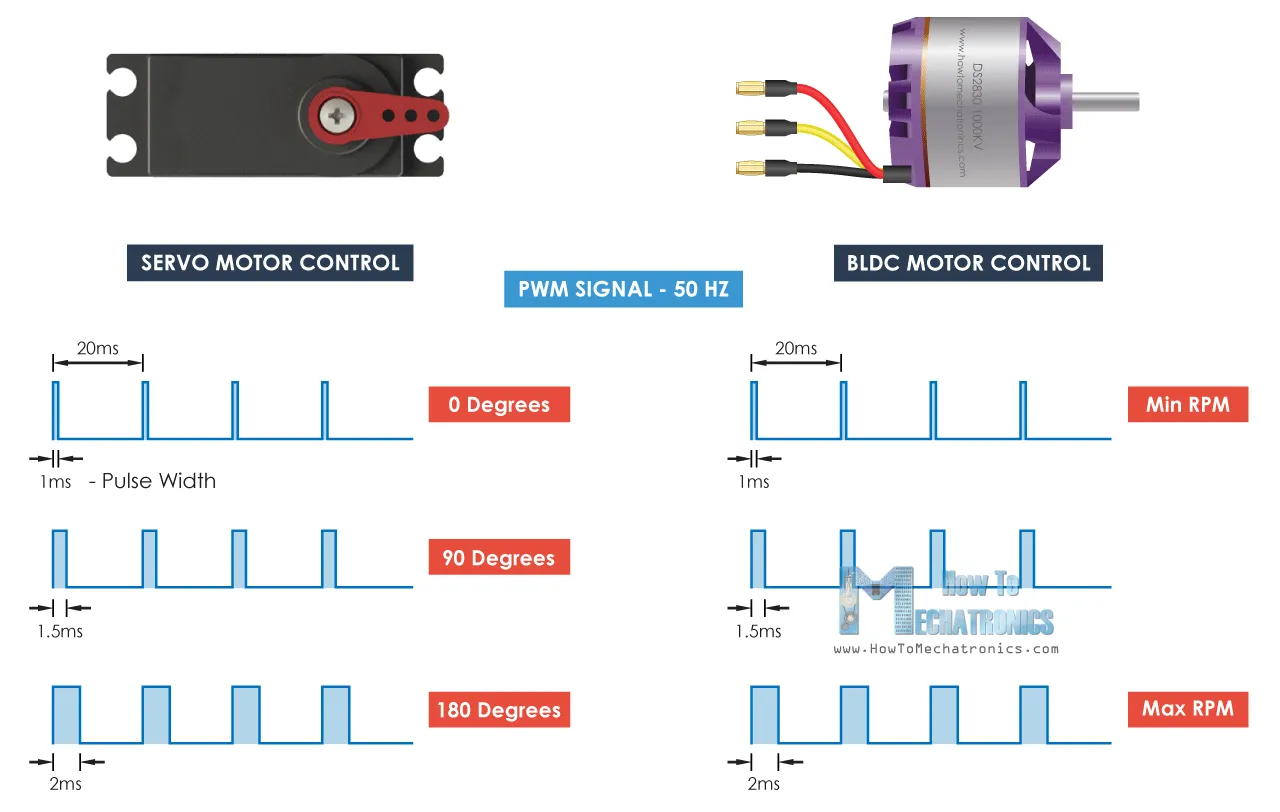 www.howtomechatroninics.com
DS2830 1000KV
SERVO MOTOR CONTROL
BLDC MOTOR CONTROL
PWM SIGNAL - 50 HZ
20ms
0 Degrees
1ms - Pulse Width
90 Degrees
1.5ms
180 Degrees
2ms
20ms
Min RPM
1ms
How To
MECHATRONICS
www.HowToMechatronics.com
1.5ms
Max RPM
2ms